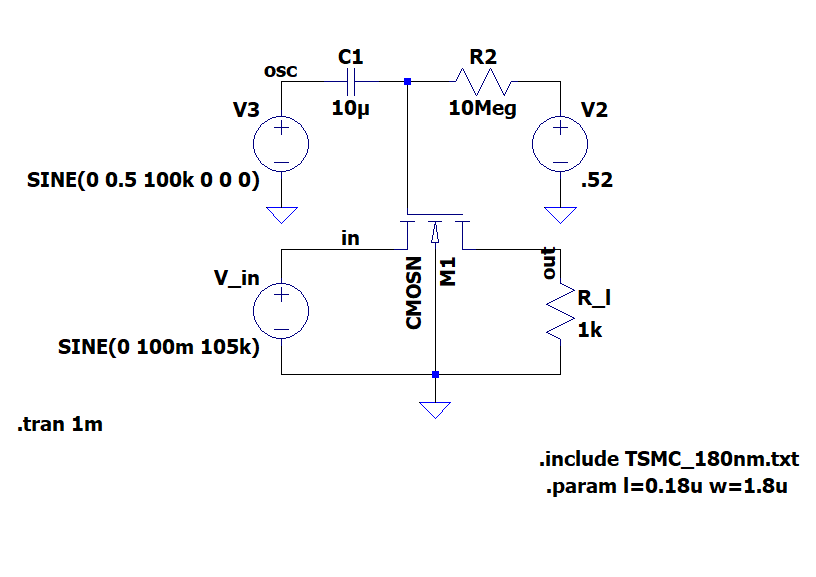 C1
R2
osc
V3
10µ
10Meg
V2
SINE(0 0.5 100k 0 0 0)
.52
in
out
CMOSN
M1
V_in
R_l
1k
SINE(0 100m 105k)
.tran 1m
.include TSMC_180nm.txt
.param l=0.18u w=1.8u